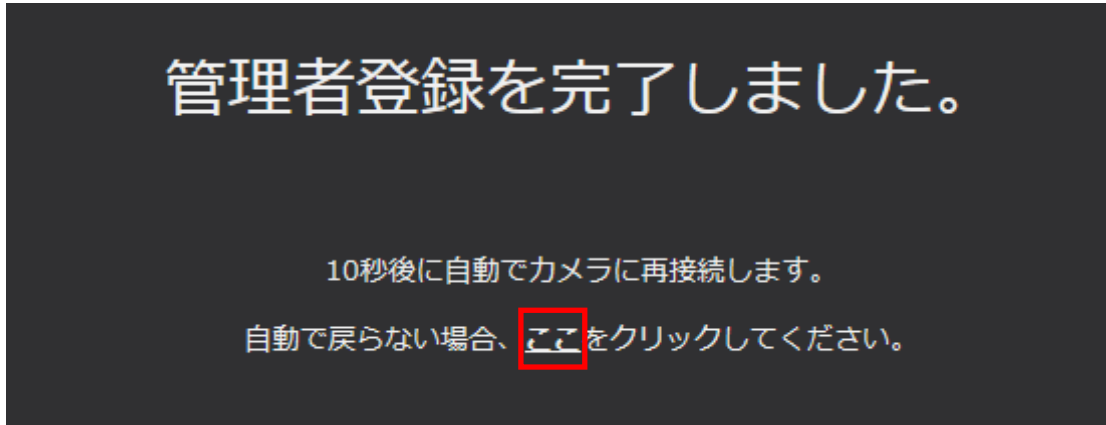 管理者登録を完了しました。
10秒後に自動でカメラに再接続します。
自動で戻らない場合、ここをクリックしてください。